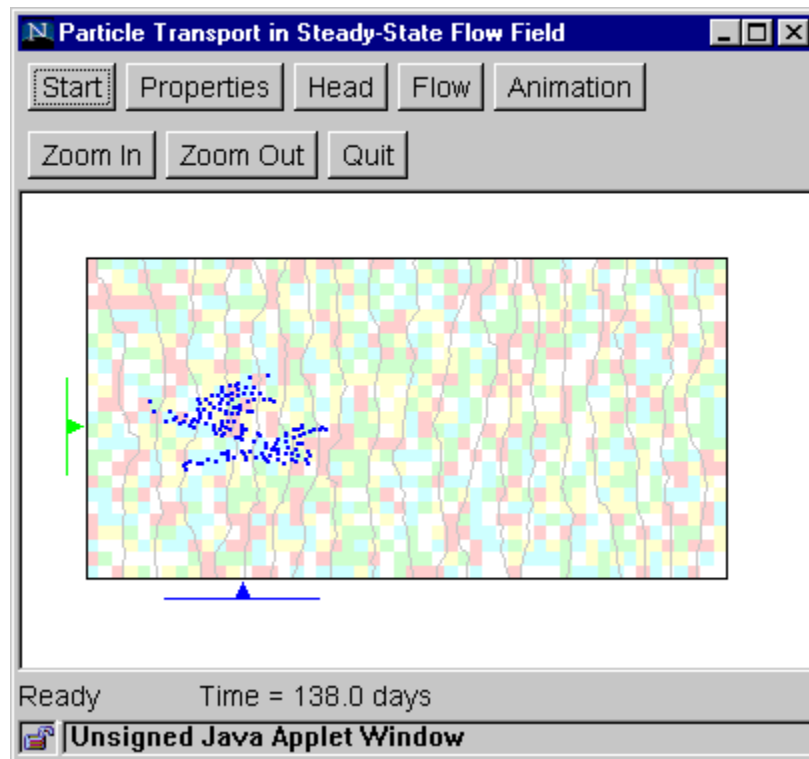 N Particle Transport in Steady-State Flow Field
Start Properties Head Flow Animation
Zoom In Zoom Out Quit
Ready Time = 138.0 days
Unsigned Java Applet Window